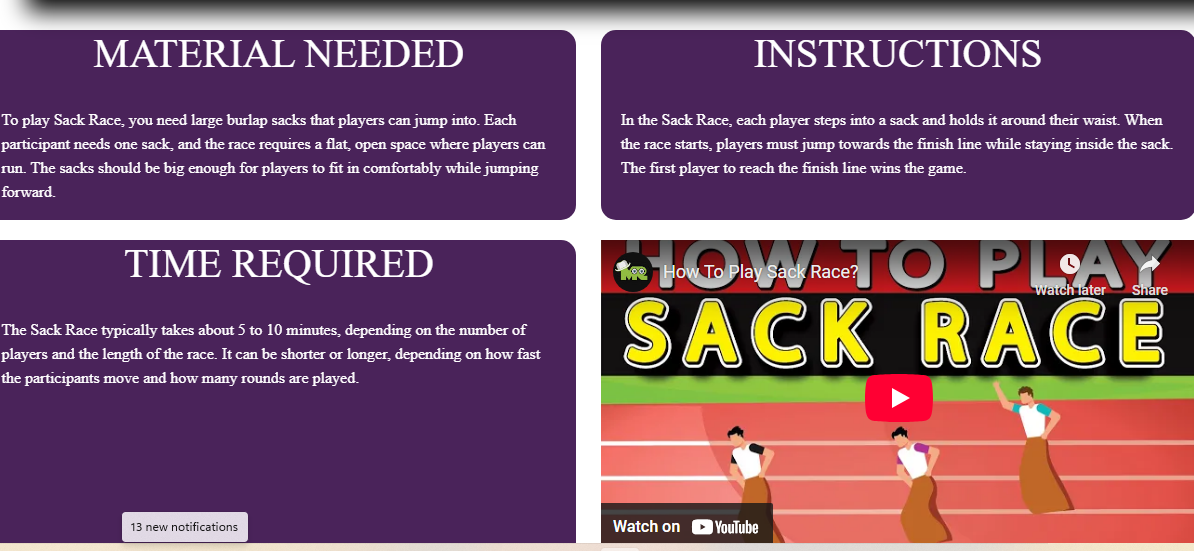 MATERIAL NEEDED
To play Sack Race, you need large burlap sacks that players can jump into. Each
participant needs one sack, and the race requires a flat, open space where players can
run. The sacks should be big enough for players to fit in comfortably while jumping
forward.
INSTRUCTIONS
In the Sack Race, each player steps into a sack and holds it around their waist. When
the race starts, players must jump towards the finish line while staying inside the sack.
The first player to reach the finish line wins the game.
TIME REQUIRED
The Sack Race typically takes about 5 to 10 minutes, depending on the number of
players and the length of the race. It can be shorter or longer, depending on how fast
the participants move and how many rounds are played.
13 new notifications
HOW TO PLAY
How To Play Sack Race?
Watch later
Share
SACK RACE
Watch on YouTube